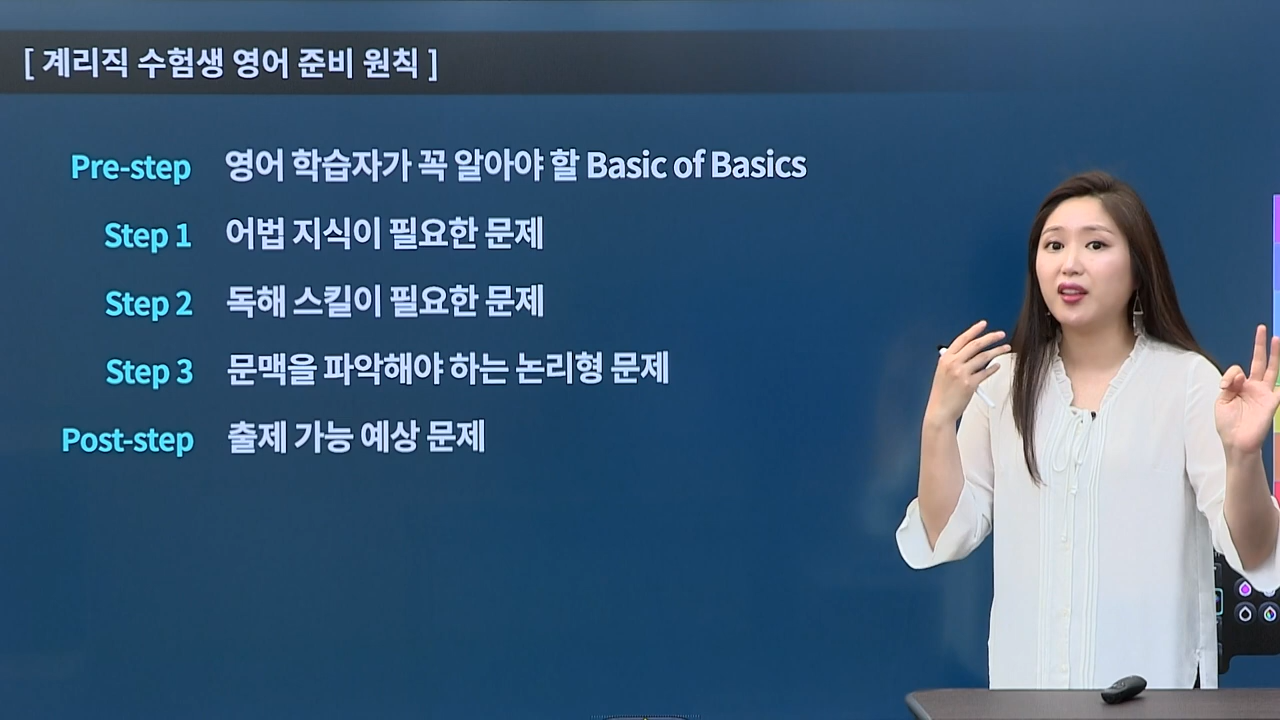 [ 계리직 수험생 영어 준비 원칙 ]
Pre-step 영어 학습자가 꼭 알아야 할 Basic of Basics
Step 1 어법 지식이 필요한 문제
Step 2 독해 스킬이 필요한 문제
Step 3 문맥을 파악해야 하는 논리형 문제
Post-step 출제 가능 예상 문제